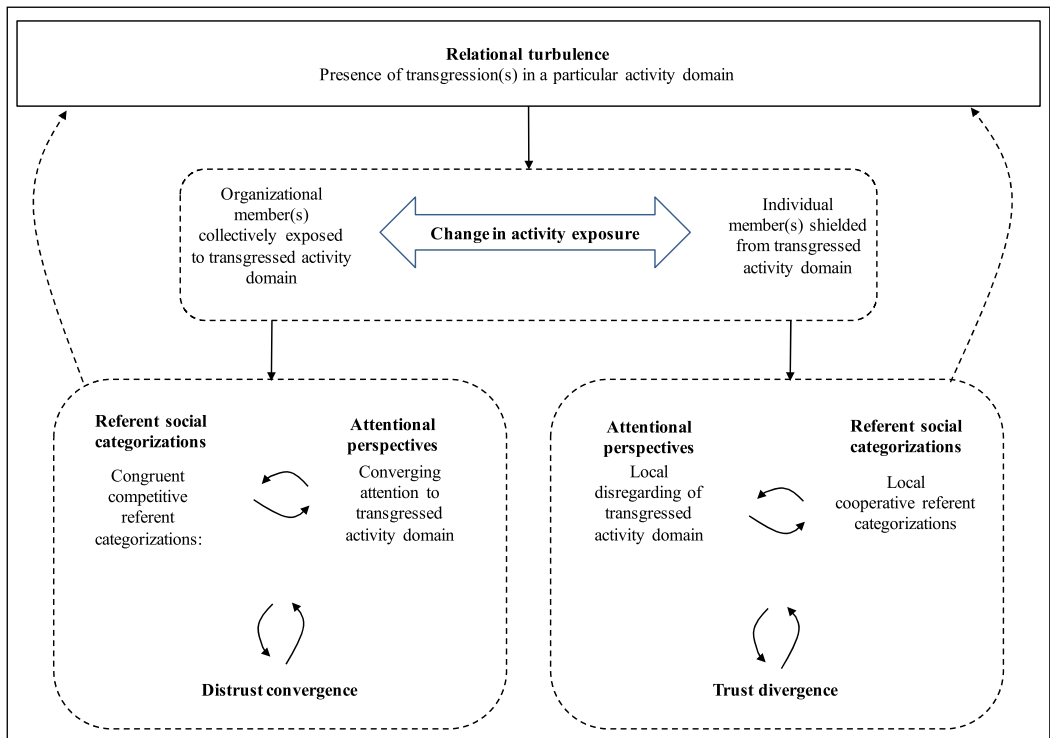 Relational turbulence
Presence of transgression(s) in a particular activity domain
Organizational
member(s)
collectively exposed
to transgressed activity
domain
Change in activity exposure
Individual
member(s) shielded
from transgressed
activity domain
Referent social
categorizations
Congruent
competitive
referent
categorizations:
Attentional
perspectives
Converging
attention to
transgressed
activity domain
Distrust convergence
Attentional
perspectives
Local
disregarding of
transgressed
activity domain
Referent social
categorizations
Local
cooperative referent
categorizations
Trust divergence